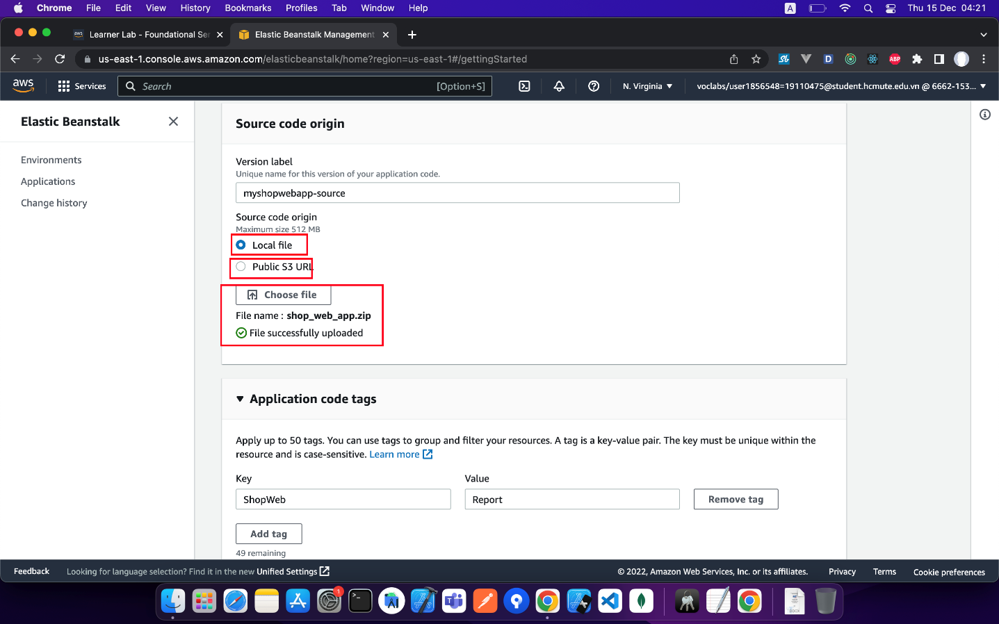 Chrome File Edit View History Bookmarks Profiles Tab Window Help A Thu 15 Dec 04:21
aws Learner Lab - Foundational Ser Elastic Beanstalk Management
us-east-1.console.aws.amazon.com/elasticbeanstalk/home?region=us-east-1#/gettingStarted ABP
aws Services Search [Option+S] N. Virginia voclabs/user1856548=19110475@student.hcmute.edu.vn @ 6662-153...
Elastic Beanstalk
Environments
Applications
Change history
Source code origin
Version label
Unique name for this version of your application code.
myshopwebapp-source
Source code origin
Maximum size 512 MB
Local file
Public S3 URL
Choose file
File name : shop_web_app.zip
File successfully uploaded
Application code tags
Apply up to 50 tags. You can use tags to group and filter your resources. A tag is a key-value pair. The key must be unique within the
resource and is case-sensitive. Learn more
Key Value
ShopWeb Report Remove tag
Add tag
49 remaining
Feedback Looking for language selection? Find it in the new Unified Settings © 2022, Amazon Web Services, Inc. or its affiliates. Privacy Terms Cookie preferences
1
DOCX